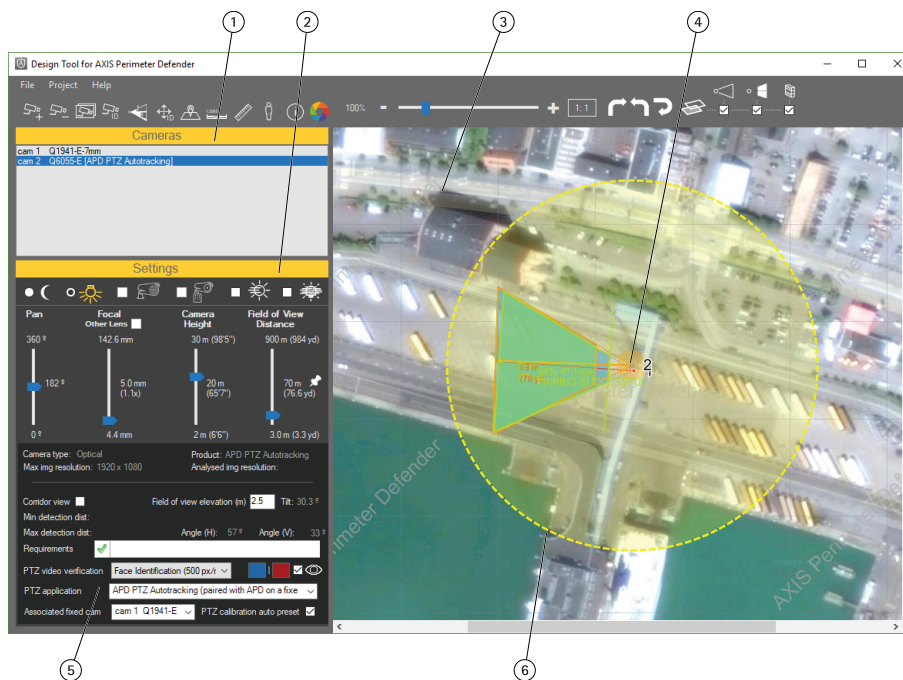 1
2
3
4
Design Tool for AXIS Perimeter Defender
File Project Help
100% - + 1:1
Cameras
cam 1 Q1941-E-7mm
cam 2 Q6055-E [APD PTZ Autotracking]
Settings
Pan Focal Camera Height Field of View Distance
Other Lens
360 º 142.6 mm 30 m (98'5") 900 m (984 yd)
182 º 5.0 mm (1.1x) 20 m (65'7") 70 m (76.6 yd)
0 º 4.4 mm 2 m (6'6") 3.0 m (3.3 yd)
Camera type: Optical Product: APD PTZ Autotracking
Max img resolution: 1920 x 1080 Analysed img resolution:
Corridor view Field of view elevation (m) 2.5 Tilt: 30.3 º
Min detection dist:
Max detection dist: Angle (H): 57 º Angle (V): 33 º
Requirements
PTZ video verification Face Identification (500 px/
PTZ application APD PTZ Autotracking (paired with APD on a fixe
Associated fixed cam cam 1 Q1941-E PTZ calibration auto preset
2
Perimeter Defender
AXIS Perim
5
6